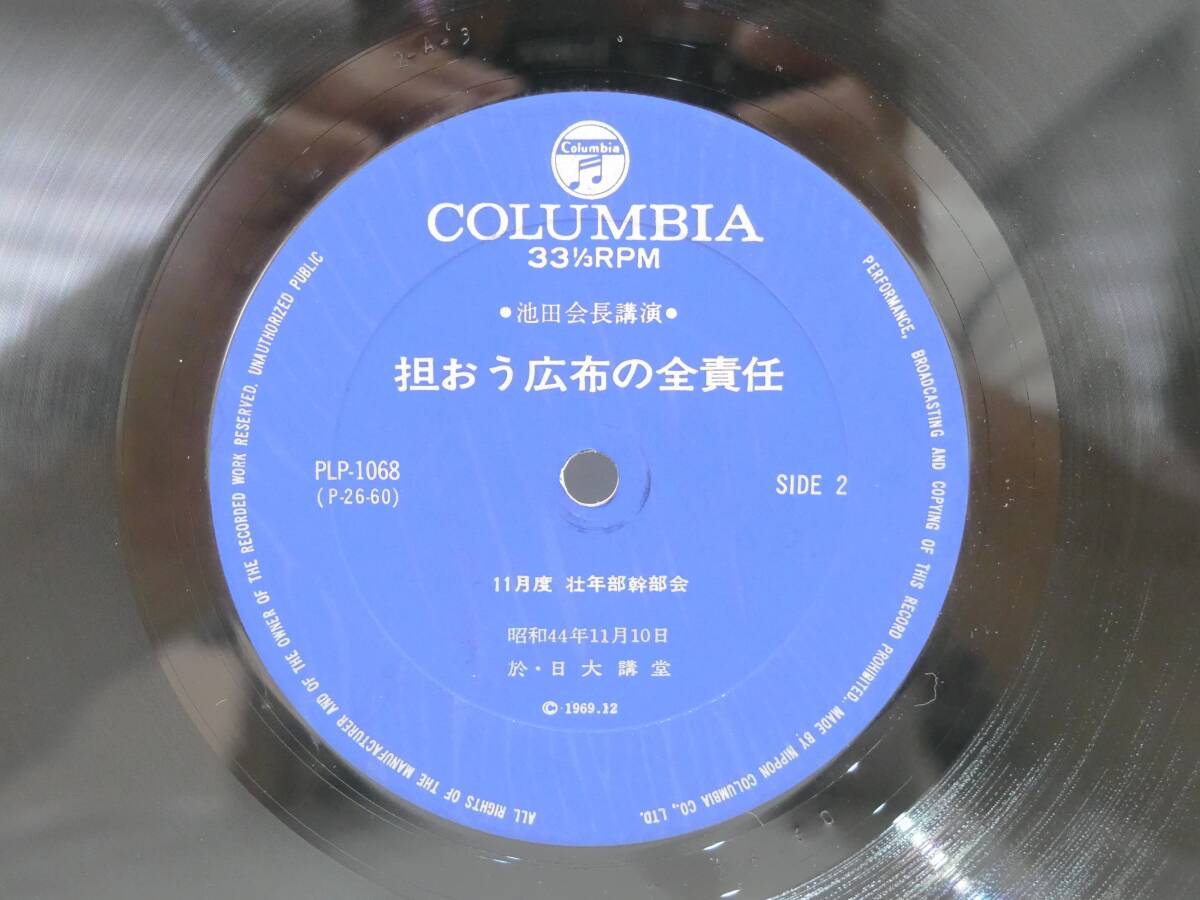 Columbia
COLUMBIA
33⅓RPM
•池田会長講演•
担おう広布の全責任
PLP-1068
(P-26-60)
SIDE 2
11月度 壮年部幹部会
昭和44年11月10日
於・日大講堂
© 1969.12
ALL RIGHTS OF THE MANUFACTURER AND OF THE OWNER OF THE RECORDED WORK RESERVED. UNAUTHORIZED PUBLIC PERFORMANCE, BROADCASTING AND COPYING OF THIS RECORD PROHIBITED. MADE BY NIPPON COLUMBIA CO., LTD.
2-A-3